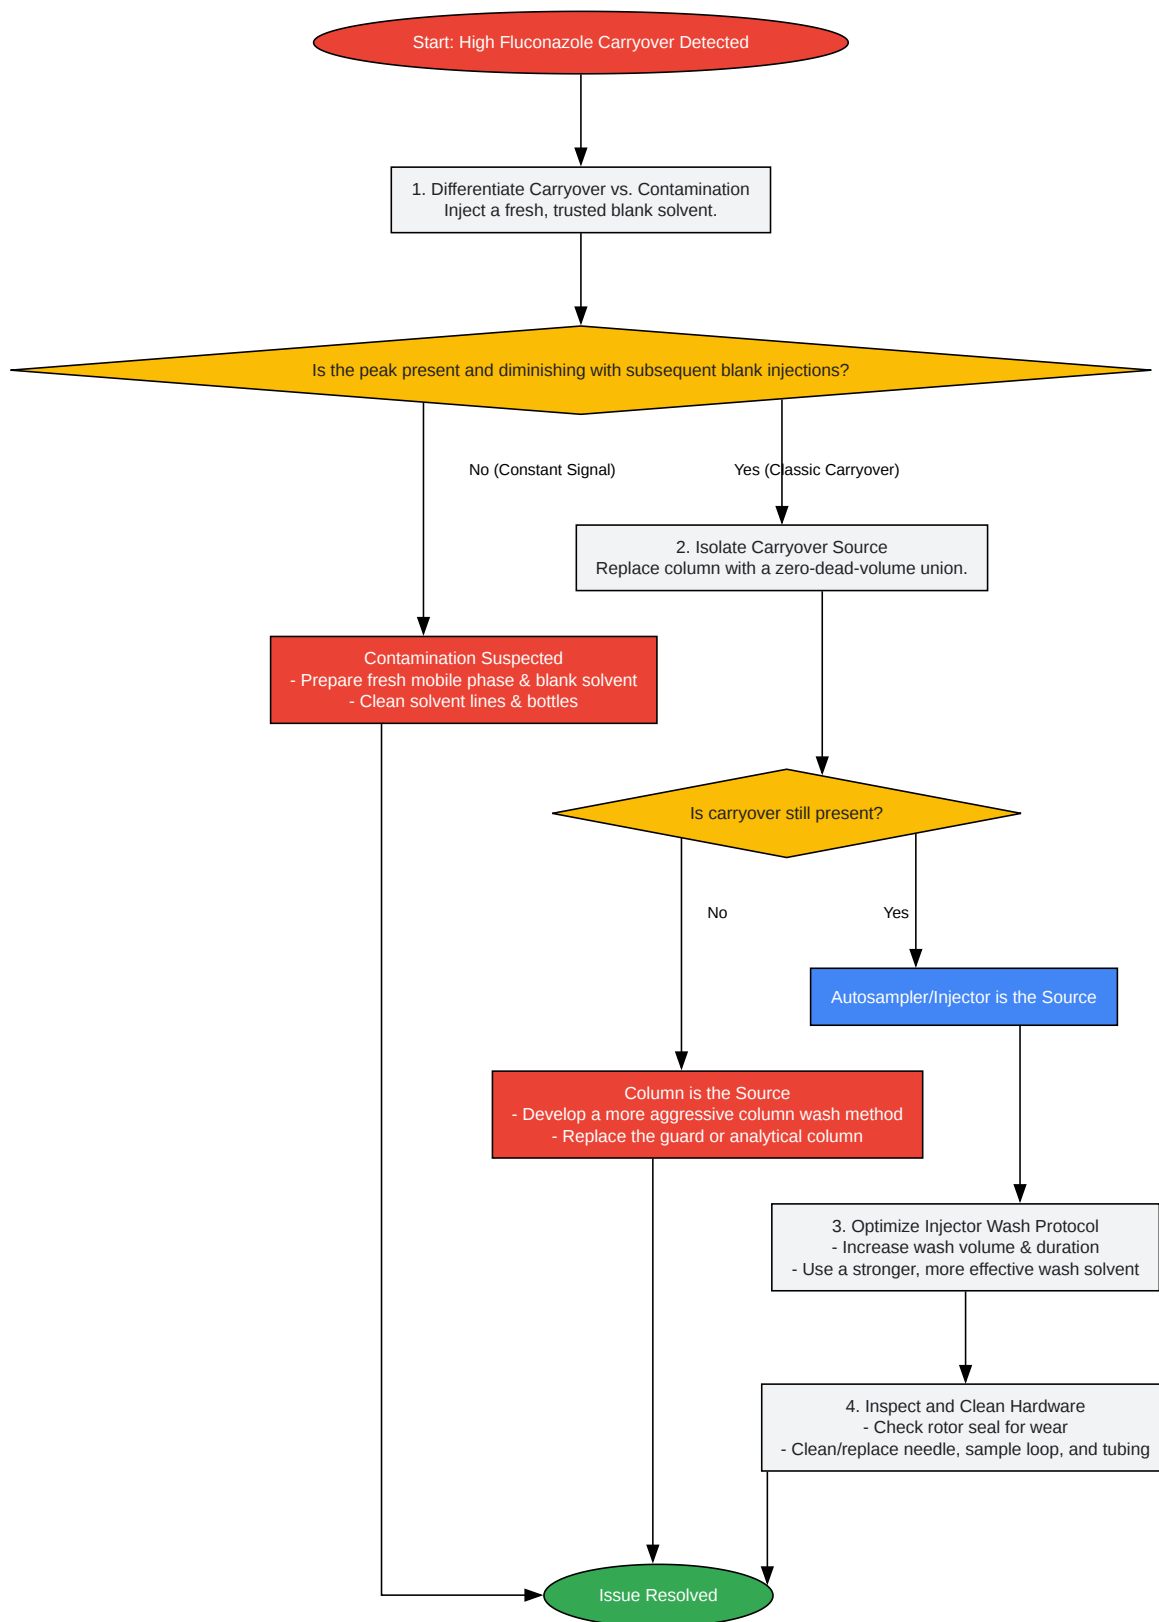 Start: High Fluconazole Carryover Detected
1. Differentiate Carryover vs. Contamination
Inject a fresh, trusted blank solvent.
Is the peak present and diminishing with subsequent blank injections?
No (Constant Signal)
Yes (Classic Carryover)
2. Isolate Carryover Source
Replace column with a zero-dead-volume union.
Contamination Suspected
- Prepare fresh mobile phase & blank solvent
- Clean solvent lines & bottles
Is carryover still present?
No
Yes
Autosampler/Injector is the Source
Column is the Source
- Develop a more aggressive column wash method
- Replace the guard or analytical column
3. Optimize Injector Wash Protocol
- Increase wash volume & duration
- Use a stronger, more effective wash solvent
4. Inspect and Clean Hardware
- Check rotor seal for wear
- Clean/replace needle, sample loop, and tubing
Issue Resolved